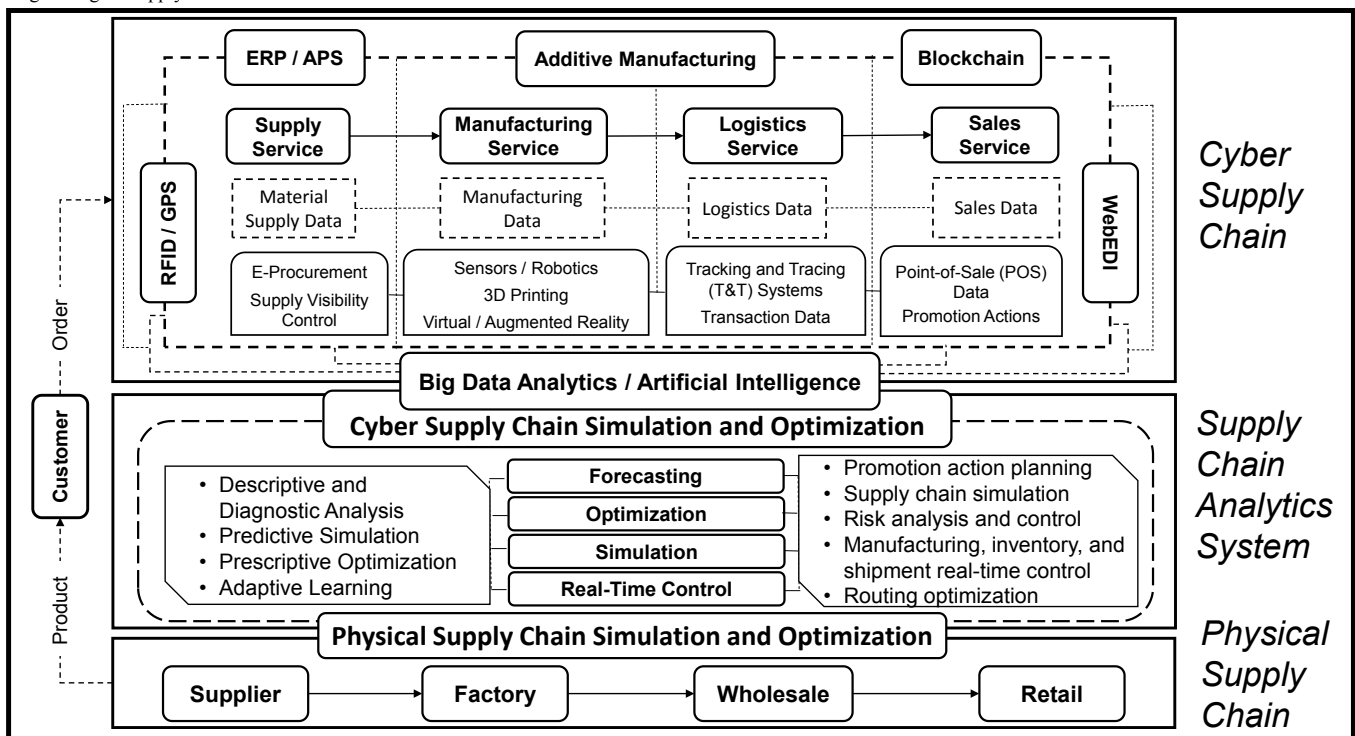 ERP / APS
Additive Manufacturing
Blockchain
Supply
Service
Manufacturing
Service
Logistics
Service
Sales
Service
Material
Supply Data
Manufacturing
Data
Logistics Data
Sales Data
RFID / GPS
WebEDI
E-Procurement
Supply Visibility
Control
Sensors / Robotics
3D Printing
Virtual / Augmented Reality
Tracking and Tracing
(T&T) Systems
Transaction Data
Point-of-Sale (POS)
Data
Promotion Actions
Cyber
Supply
Chain
Order
Customer
Product
Big Data Analytics / Artificial Intelligence
Cyber Supply Chain Simulation and Optimization
• Descriptive and
Diagnostic Analysis
• Predictive Simulation
• Prescriptive Optimization
• Adaptive Learning
Forecasting
Optimization
Simulation
Real-Time Control
• Promotion action planning
• Supply chain simulation
• Risk analysis and control
• Manufacturing, inventory, and
shipment real-time control
• Routing optimization
Supply
Chain
Analytics
System
Physical Supply Chain Simulation and Optimization
Supplier
Factory
Wholesale
Retail
Physical
Supply
Chain